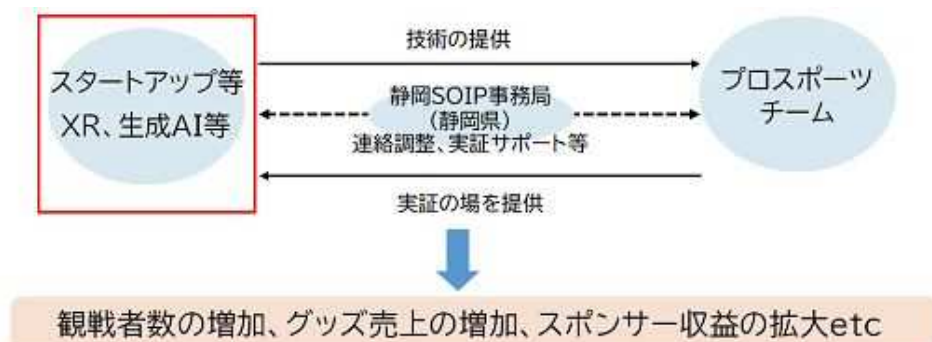 技術の提供
スタートアップ等
XR、生成AI等
静岡SOIP事務局
(静岡県)
連絡調整、実証サポート等
プロスポーツ
チーム
実証の場を提供
観戦者数の増加、グッズ売上の増加、スポンサー収益の拡大etc